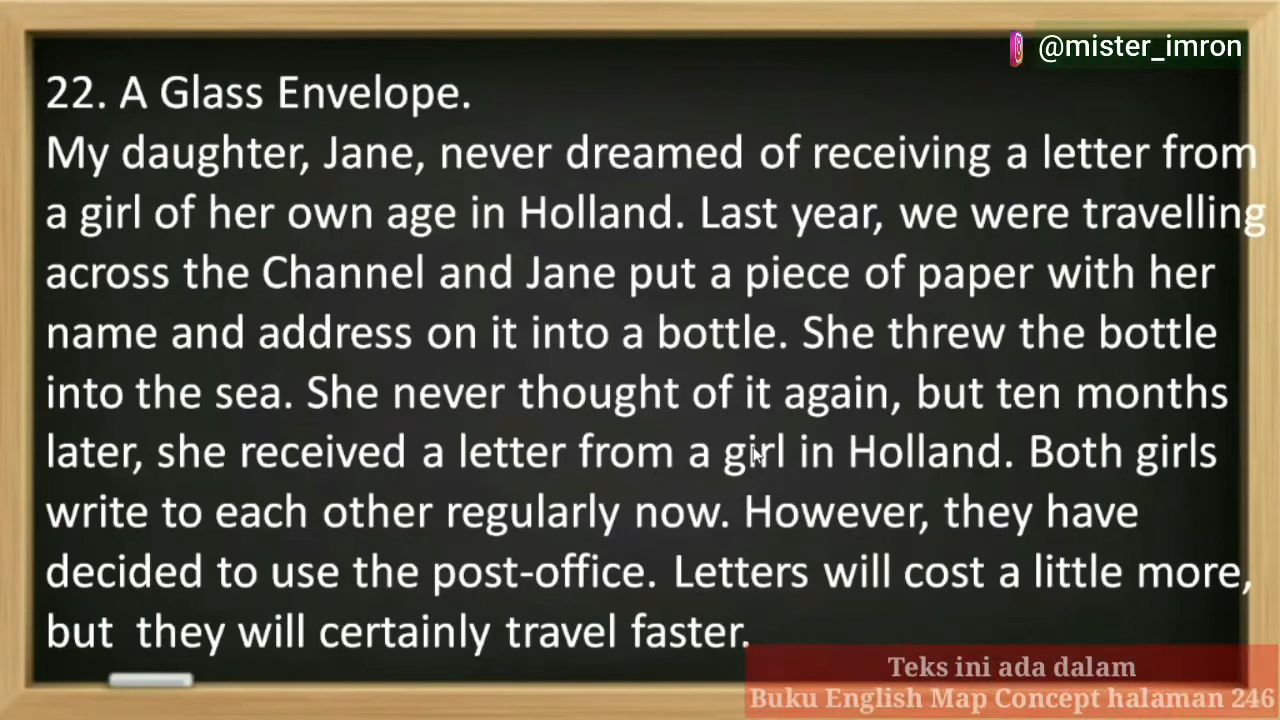 @mister_imron
22. A Glass Envelope.
My daughter, Jane, never dreamed of receiving a letter from
a girl of her own age in Holland. Last year, we were travelling
across the Channel and Jane put a piece of paper with her
name and address on it into a bottle. She threw the bottle
into the sea. She never thought of it again, but ten months
later, she received a letter from a girl in Holland. Both girls
write to each other regularly now. However, they have
decided to use the post-office. Letters will cost a little more,
but they will certainly travel faster.
Teks ini ada dalam
Buku English Map Concept halaman 246